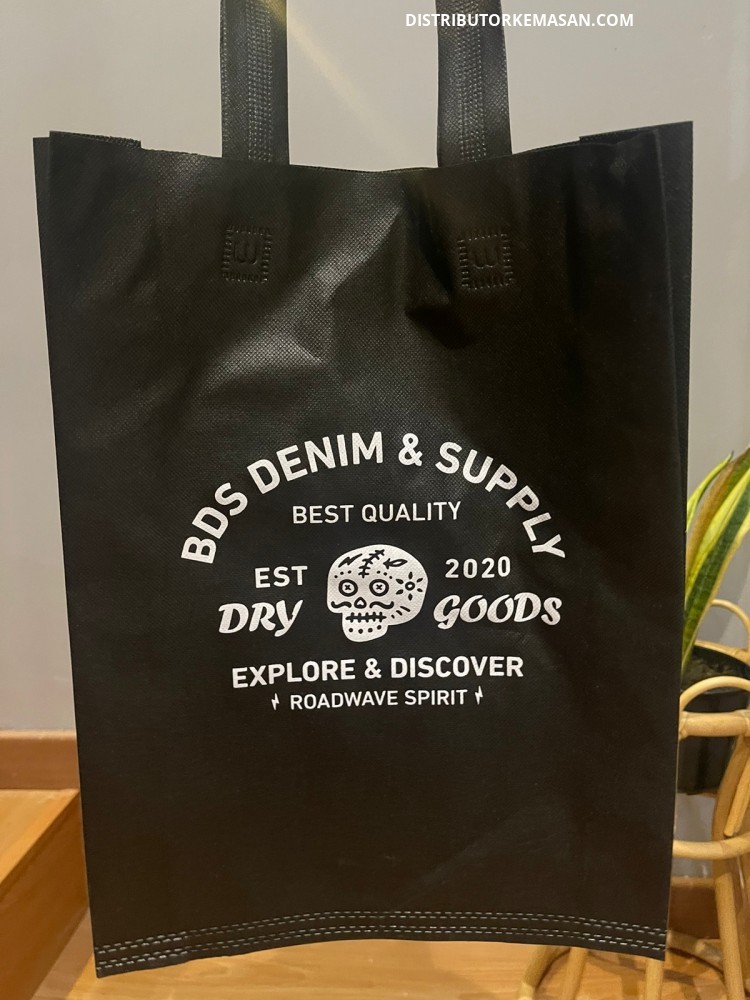 DISTRIBUTORKEMASAN.COM
BDS DENIM & SUPPLY
BEST QUALITY
EST 2020
DRY GOODS
EXPLORE & DISCOVER
ROADWAVE SPIRIT